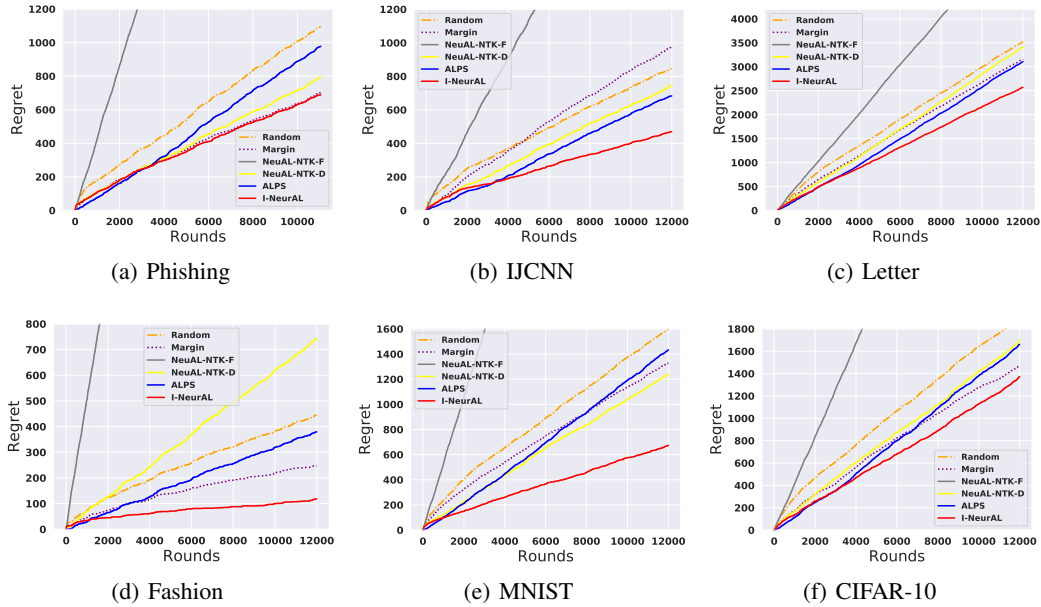 1200
1000
800
600
400
200
0
Regret
Random
Margin
NeuAL-NTK-F
NeuAL-NTK-D
ALPS
I-NeurAL
0 2000 4000 6000 8000 10000
Rounds
(a) Phishing
1200
1000
800
600
400
200
0
Regret
Random
Margin
NeuAL-NTK-F
NeuAL-NTK-D
ALPS
I-NeurAL
0 2000 4000 6000 8000 10000 12000
Rounds
(b) IJCNN
4000
3500
3000
2500
2000
1500
1000
500
0
Regret
Random
Margin
NeuAL-NTK-F
NeuAL-NTK-D
ALPS
I-NeurAL
0 2000 4000 6000 8000 10000 12000
Rounds
(c) Letter
800
700
600
500
400
300
200
100
0
Regret
Random
Margin
NeuAL-NTK-F
NeuAL-NTK-D
ALPS
I-NeurAL
0 2000 4000 6000 8000 10000 12000
Rounds
(d) Fashion
1600
1400
1200
1000
800
600
400
200
0
Regret
Random
Margin
NeuAL-NTK-F
NeuAL-NTK-D
ALPS
I-NeurAL
0 2000 4000 6000 8000 10000 12000
Rounds
(e) MNIST
1800
1600
1400
1200
1000
800
600
400
200
0
Regret
Random
Margin
NeuAL-NTK-F
NeuAL-NTK-D
ALPS
I-NeurAL
0 2000 4000 6000 8000 10000 12000
Rounds
(f) CIFAR-10